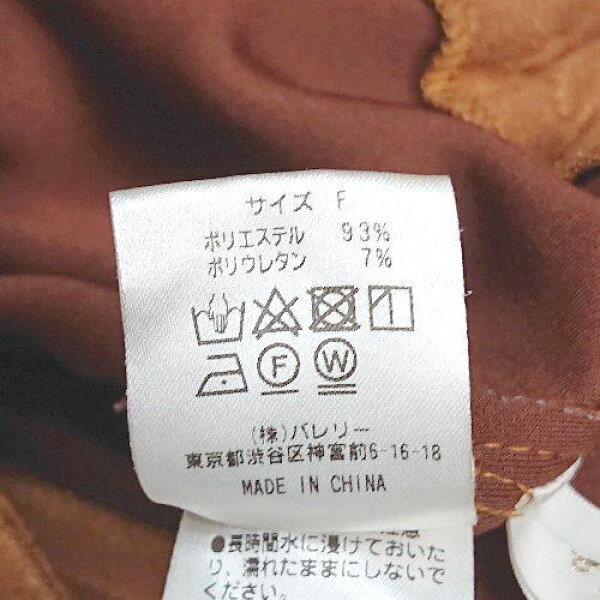 サイズ F
ポリエステル 93%
ポリウレタン 7%
F W
(株)バレリー
東京都渋谷区神宮前6-16-18
MADE IN CHINA
●長時間水に浸けておいた
り、濡れたままにしないで
ください。